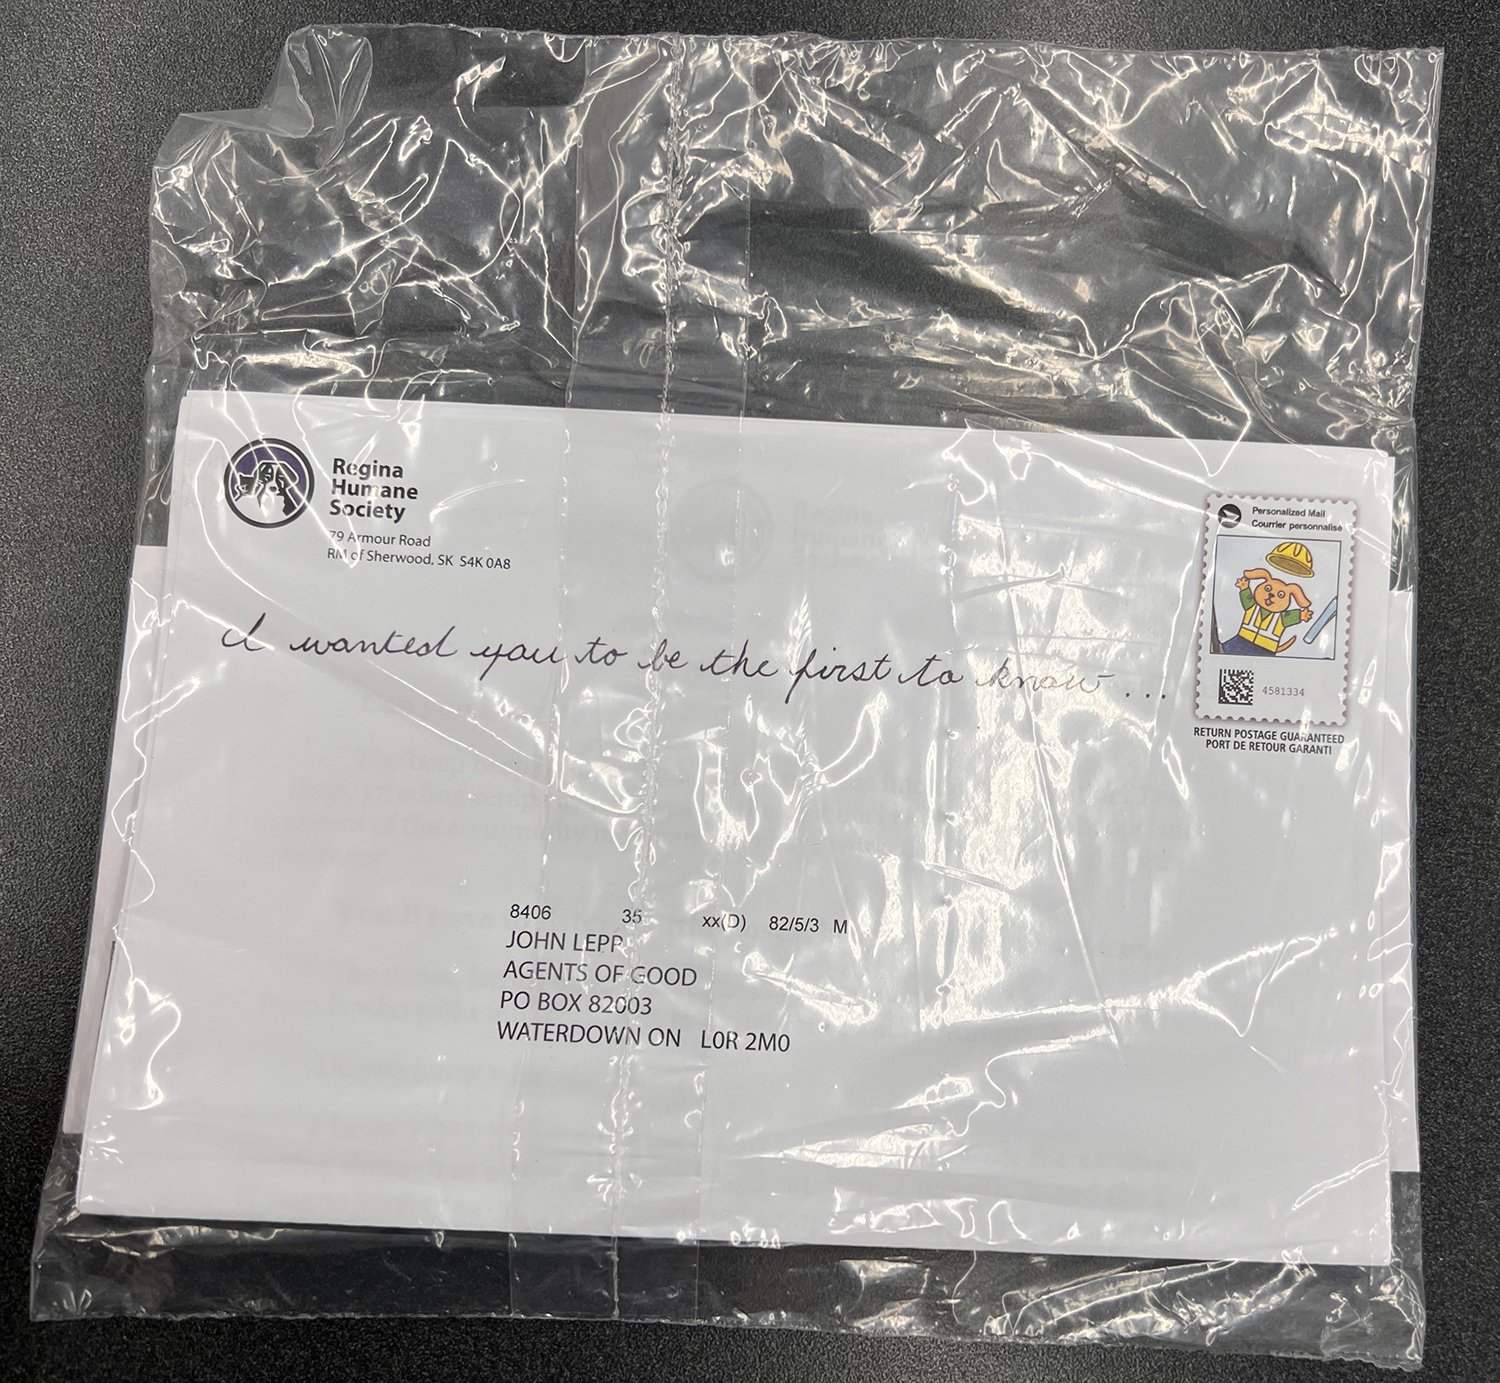 Regina
Humane
Society
79 Armour Road
RM of Sherwood, SK S4K 0A8
Personalized Mail
Courrier personnalisé
4581334
RETURN POSTAGE GUARANTEED
PORT DE RETOUR GARANTI
I wanted you to be the first to know...
8406 35 xx(D) 82/5/3 M
JOHN LEPP
AGENTS OF GOOD
PO BOX 82003
WATERDOWN ON L0R 2M0